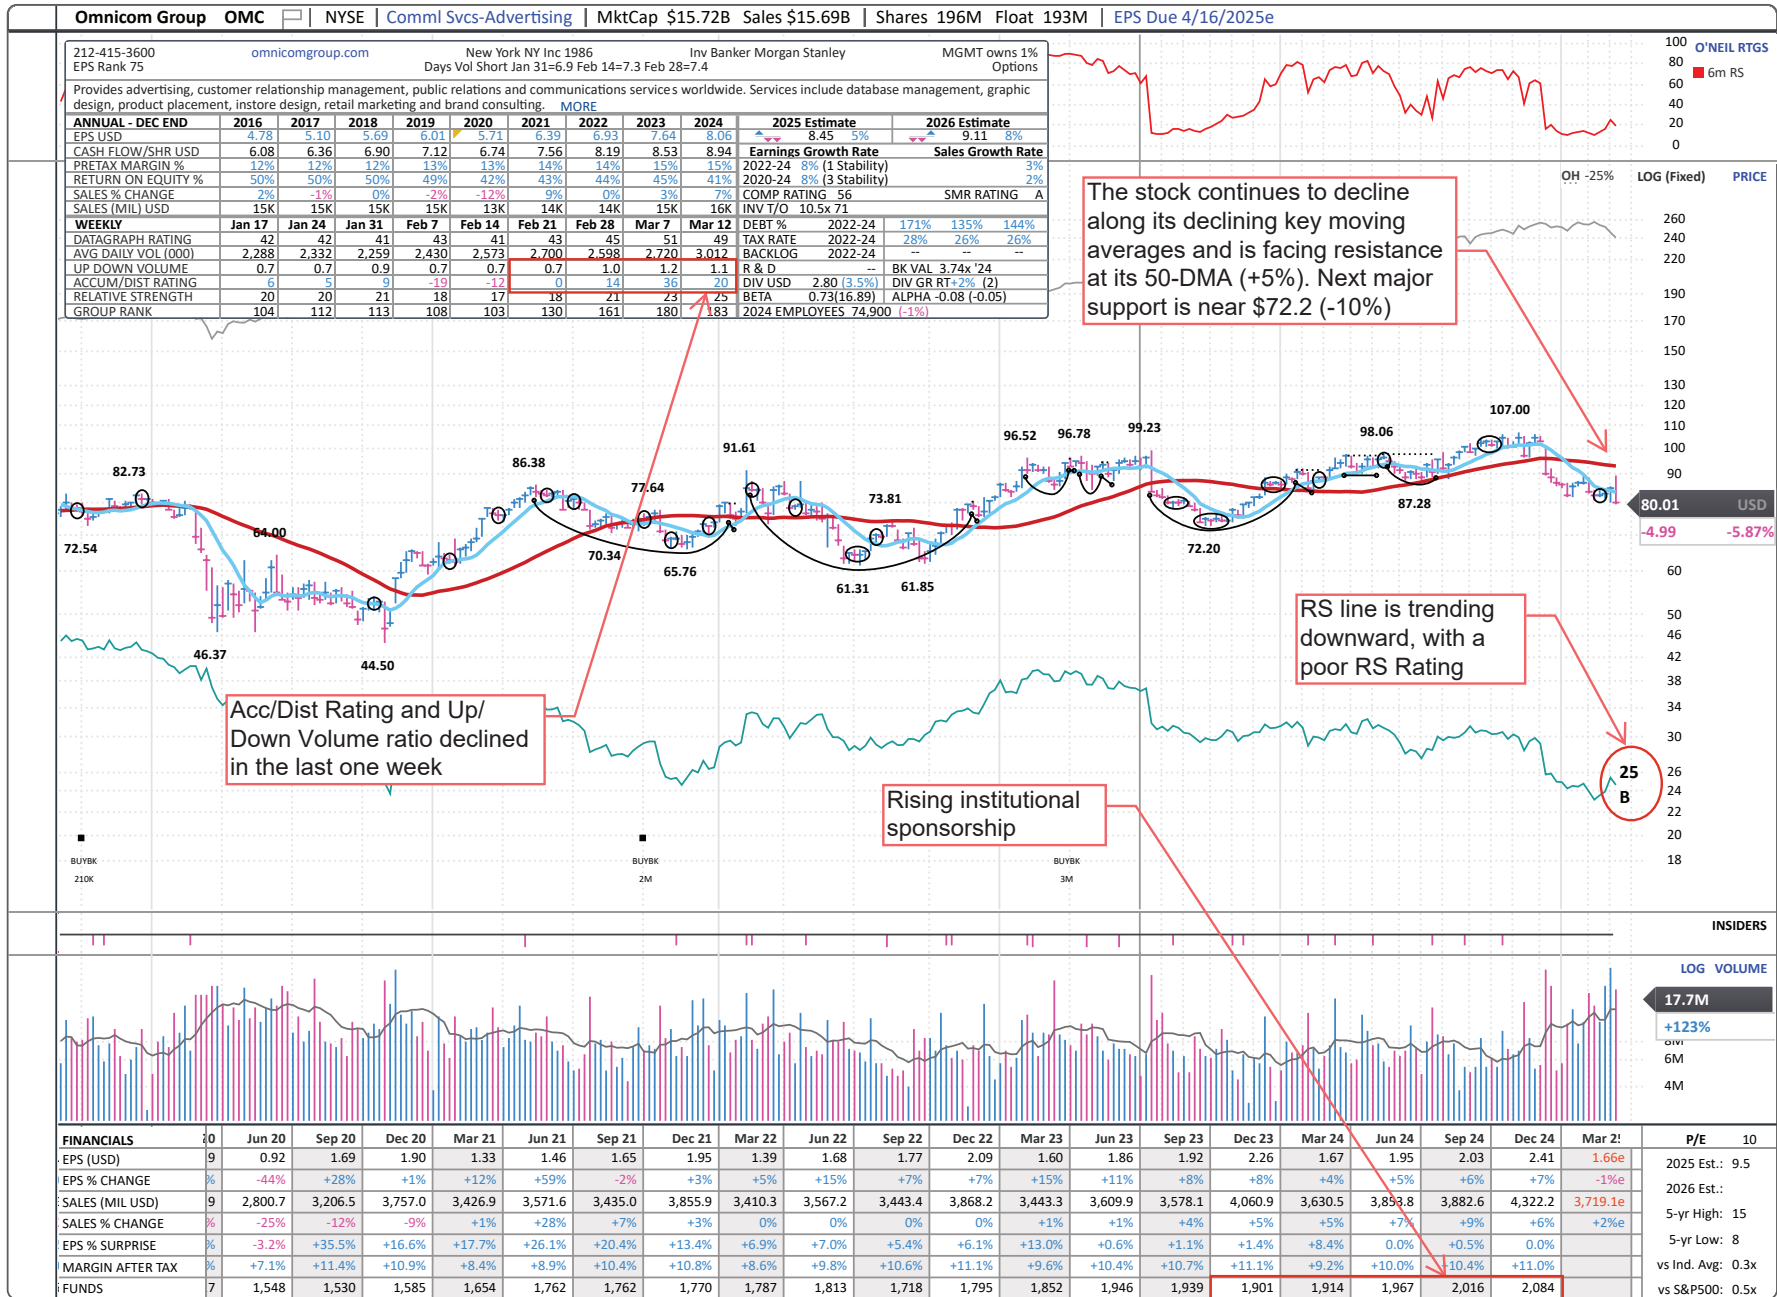 Omnicom Group OMC NYSE Comml Svcs-Advertising MktCap $15.72B Sales $15.69B Shares 196M Float 193M EPS Due 4/16/2025e
212-415-3600 omnicomgroup.com New York NY Inc 1986 Inv Banker Morgan Stanley MGMT owns 1%
EPS Rank 75 Days Vol Short Jan 31=6.9 Feb 14=7.3 Feb 28=7.4 Options
Provides advertising, customer relationship management, public relations and communications services worldwide. Services include database management, graphic
design, product placement, instore design, retail marketing and brand consulting. MORE
ANNUAL - DEC END 2016 2017 2018 2019 2020 2021 2022 2023 2024 2025 Estimate 2026 Estimate
EPS USD 4.78 5.10 5.69 6.01 5.71 6.39 6.93 7.64 8.06 8.45 5% 9.11 8%
CASH FLOW/SHR USD 6.08 6.36 6.90 7.12 6.74 7.56 8.19 8.53 8.94 Earnings Growth Rate Sales Growth Rate
PRETAX MARGIN % 12% 12% 12% 13% 13% 14% 14% 15% 15% 2022-24 8% (1 Stability) 3%
RETURN ON EQUITY % 50% 50% 50% 49% 42% 43% 44% 45% 41% 2020-24 8% (3 Stability) 2%
SALES % CHANGE 2% -1% 0% -2% -12% 9% 0% 3% 7% COMP RATING 56 SMR RATING A
SALES (MIL) USD 15K 15K 15K 15K 13K 14K 14K 15K 16K INV T/O 10.5x 71
WEEKLY Jan 17 Jan 24 Jan 31 Feb 7 Feb 14 Feb 21 Feb 28 Mar 7 Mar 12 DEBT % 2022-24 171% 135% 144%
DATAGRAPH RATING 42 42 41 43 41 43 45 51 49 TAX RATE 2022-24 28% 26% 26%
AVG DAILY VOL (000) 2,288 2,332 2,259 2,430 2,573 2,700 2,598 2,720 3,012 BACKLOG 2022-24 -- -- --
UP DOWN VOLUME 0.7 0.7 0.9 0.7 0.7 0.7 1.0 1.2 1.1 R & D -- BK VAL 3.74x '24
ACCUM/DIST RATING 6 5 9 -19 -12 0 14 36 20 DIV USD 2.80 (3.5%) DIV GR RT+2% (2)
RELATIVE STRENGTH 20 20 21 18 17 18 21 23 25 BETA 0.73(16.89) ALPHA -0.08 (-0.05)
GROUP RANK 104 112 113 108 103 130 161 180 183 2024 EMPLOYEES 74,900 (-1%)
100 O'NEIL RTGS
80 6m RS
60
40
20
0
OH -25% LOG (Fixed) PRICE
The stock continues to decline
along its declining key moving
averages and is facing resistance
at its 50-DMA (+5%). Next major
support is near $72.2 (-10%)
260
240
220
190
170
150
130
120
110
100
90
80.01 USD
-4.99 -5.87%
60
50
46
42
38
34
30
26
24
22
20
18
72.54
82.73
64.00
46.37
44.50
86.38
70.34
77.64
65.76
91.61
61.31
73.81
61.85
96.52
96.78
99.23
72.20
98.06
87.28
107.00
RS line is trending
downward, with a
poor RS Rating
25
B
Acc/Dist Rating and Up/
Down Volume ratio declined
in the last one week
Rising institutional
sponsorship
BUYBK
210K
BUYBK
2M
BUYBK
3M
INSIDERS
LOG VOLUME
17.7M
+123%
8M
6M
4M
FINANCIALS 0 Jun 20 Sep 20 Dec 20 Mar 21 Jun 21 Sep 21 Dec 21 Mar 22 Jun 22 Sep 22 Dec 22 Mar 23 Jun 23 Sep 23 Dec 23 Mar 24 Jun 24 Sep 24 Dec 24 Mar 2
EPS (USD) 9 0.92 1.69 1.90 1.33 1.46 1.65 1.95 1.39 1.68 1.77 2.09 1.60 1.86 1.92 2.26 1.67 1.95 2.03 2.41 1.66e
EPS % CHANGE % -44% +28% +1% +12% +59% -2% +3% +5% +15% +7% +7% +15% +11% +8% +8% +4% +5% +6% +7% -1%e
SALES (MIL USD) 9 2,800.7 3,206.5 3,757.0 3,426.9 3,571.6 3,435.0 3,855.9 3,410.3 3,567.2 3,443.4 3,868.2 3,443.3 3,609.9 3,578.1 4,060.9 3,630.5 3,853.8 3,882.6 4,322.2 3,719.1e
SALES % CHANGE % -25% -12% -9% +1% +28% +7% +3% 0% 0% 0% 0% +1% +1% +4% +5% +5% +7% +9% +6% +2%e
EPS % SURPRISE % -3.2% +35.5% +16.6% +17.7% +26.1% +20.4% +13.4% +6.9% +7.0% +5.4% +6.1% +13.0% +0.6% +1.1% +1.4% +8.4% 0.0% +0.5% 0.0%
MARGIN AFTER TAX % +7.1% +11.4% +10.9% +8.4% +8.9% +10.4% +10.8% +8.6% +9.8% +10.6% +11.1% +9.6% +10.4% +10.7% +11.1% +9.2% +10.0% +10.4% +11.0%
FUNDS 7 1,548 1,530 1,585 1,654 1,762 1,762 1,770 1,787 1,813 1,718 1,795 1,852 1,946 1,939 1,901 1,914 1,967 2,016 2,084
P/E 10
2025 Est.: 9.5
2026 Est.:
5-yr High: 15
5-yr Low: 8
vs Ind. Avg: 0.3x
vs S&P500: 0.5x